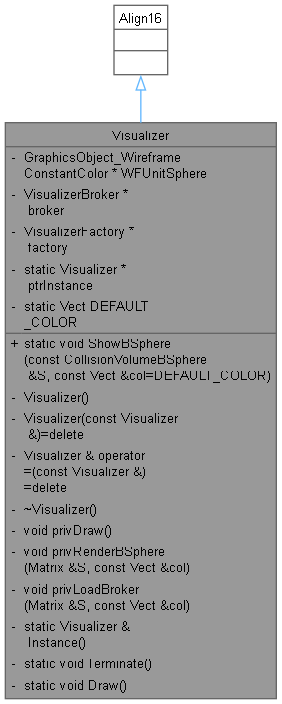 Align16
Visualizer
- GraphicsObject_Wireframe
ConstantColor * WFUnitSphere
- VisualizerBroker *
broker
- VisualizerFactory *
factory
- static Visualizer *
ptrInstance
- static Vect DEFAULT
_COLOR
+ static void ShowBSphere
(const CollisionVolumeBSphere
&S, const Vect &col=DEFAULT_COLOR)
- Visualizer()
- Visualizer(const Visualizer
&)=delete
- Visualizer & operator
=(const Visualizer &)
=delete
- ~Visualizer()
- void privDraw()
- void privRenderBSphere
(Matrix &S, const Vect &col)
- void privLoadBroker
(Matrix &S, const Vect &col)
- static Visualizer &
Instance()
- static void Terminate()
- static void Draw()